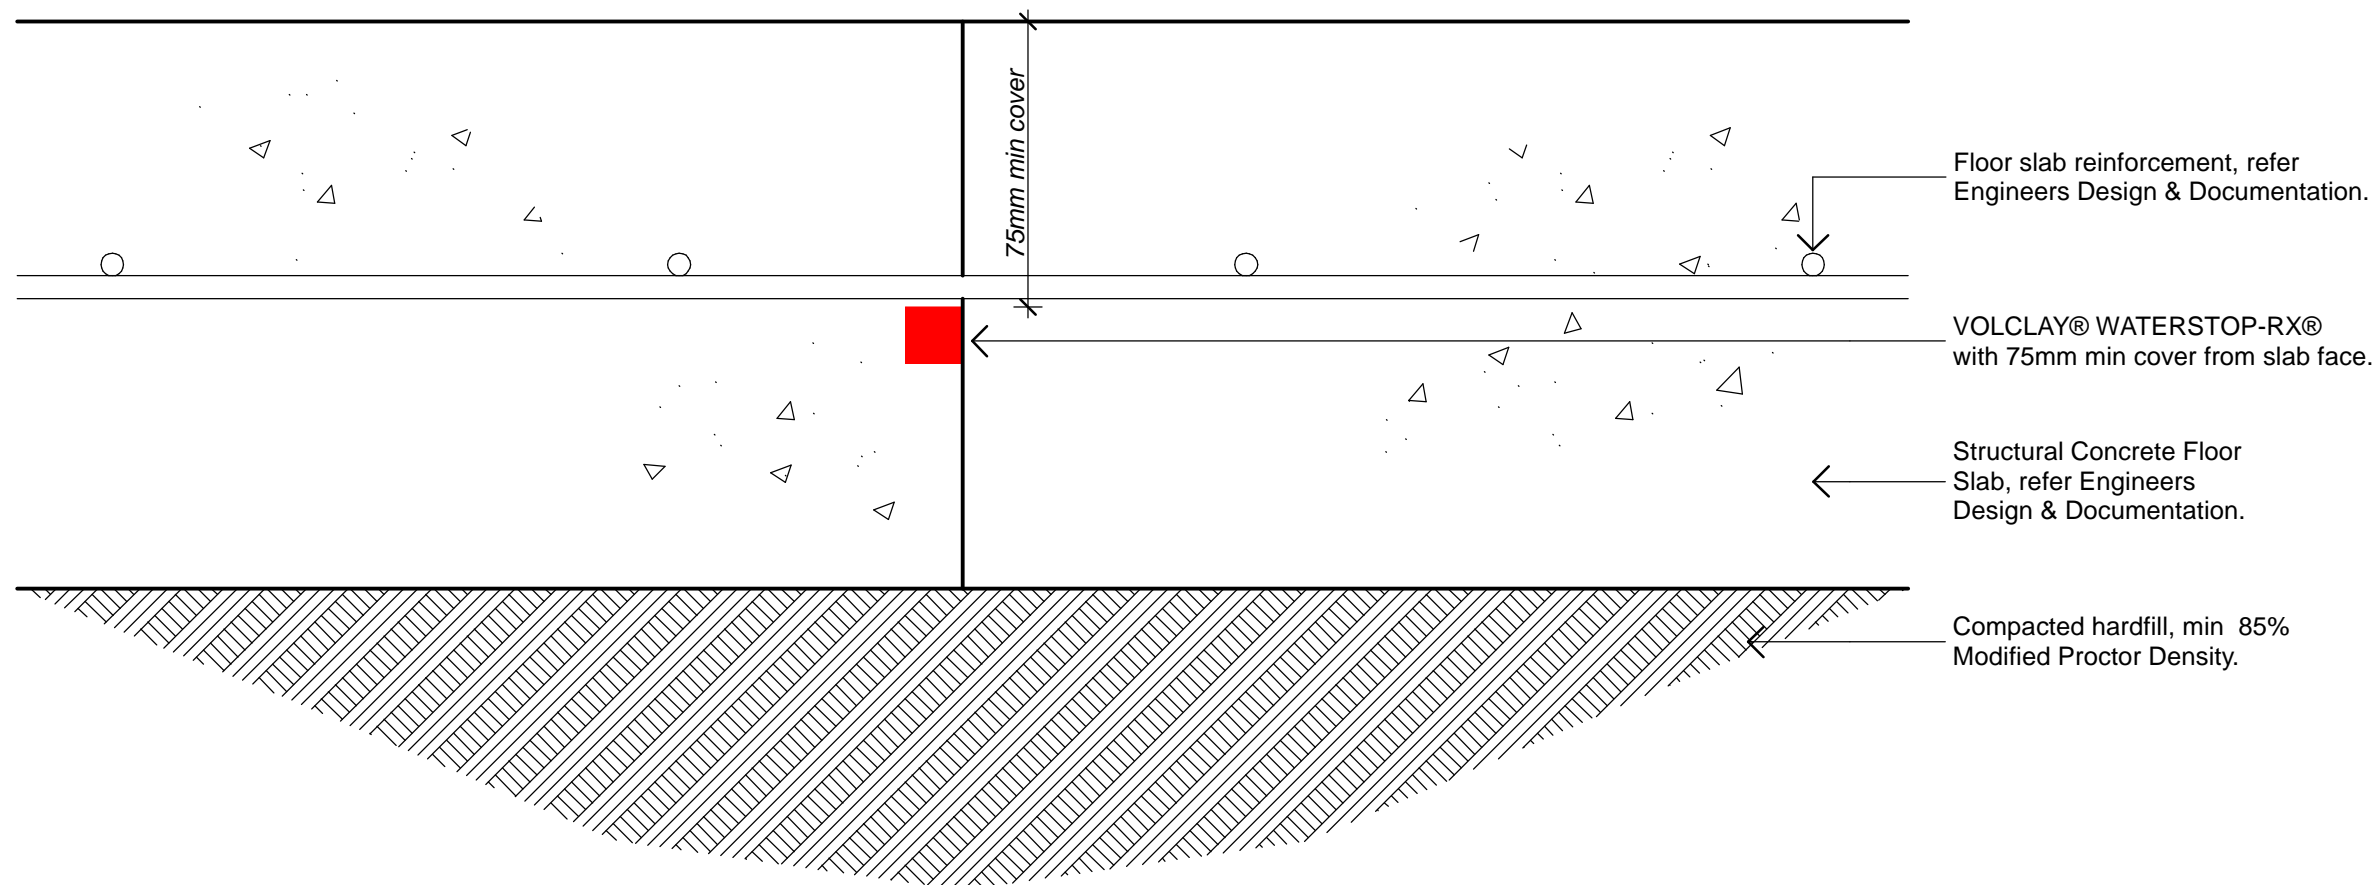 75mm min cover
Floor slab reinforcement, refer
Engineers Design & Documentation.
VOLCLAY® WATERSTOP-RX®
with 75mm min cover from slab face.
Structural Concrete Floor
Slab, refer Engineers
Design & Documentation.
Compacted hardfill, min  85%
Modified Proctor Density.